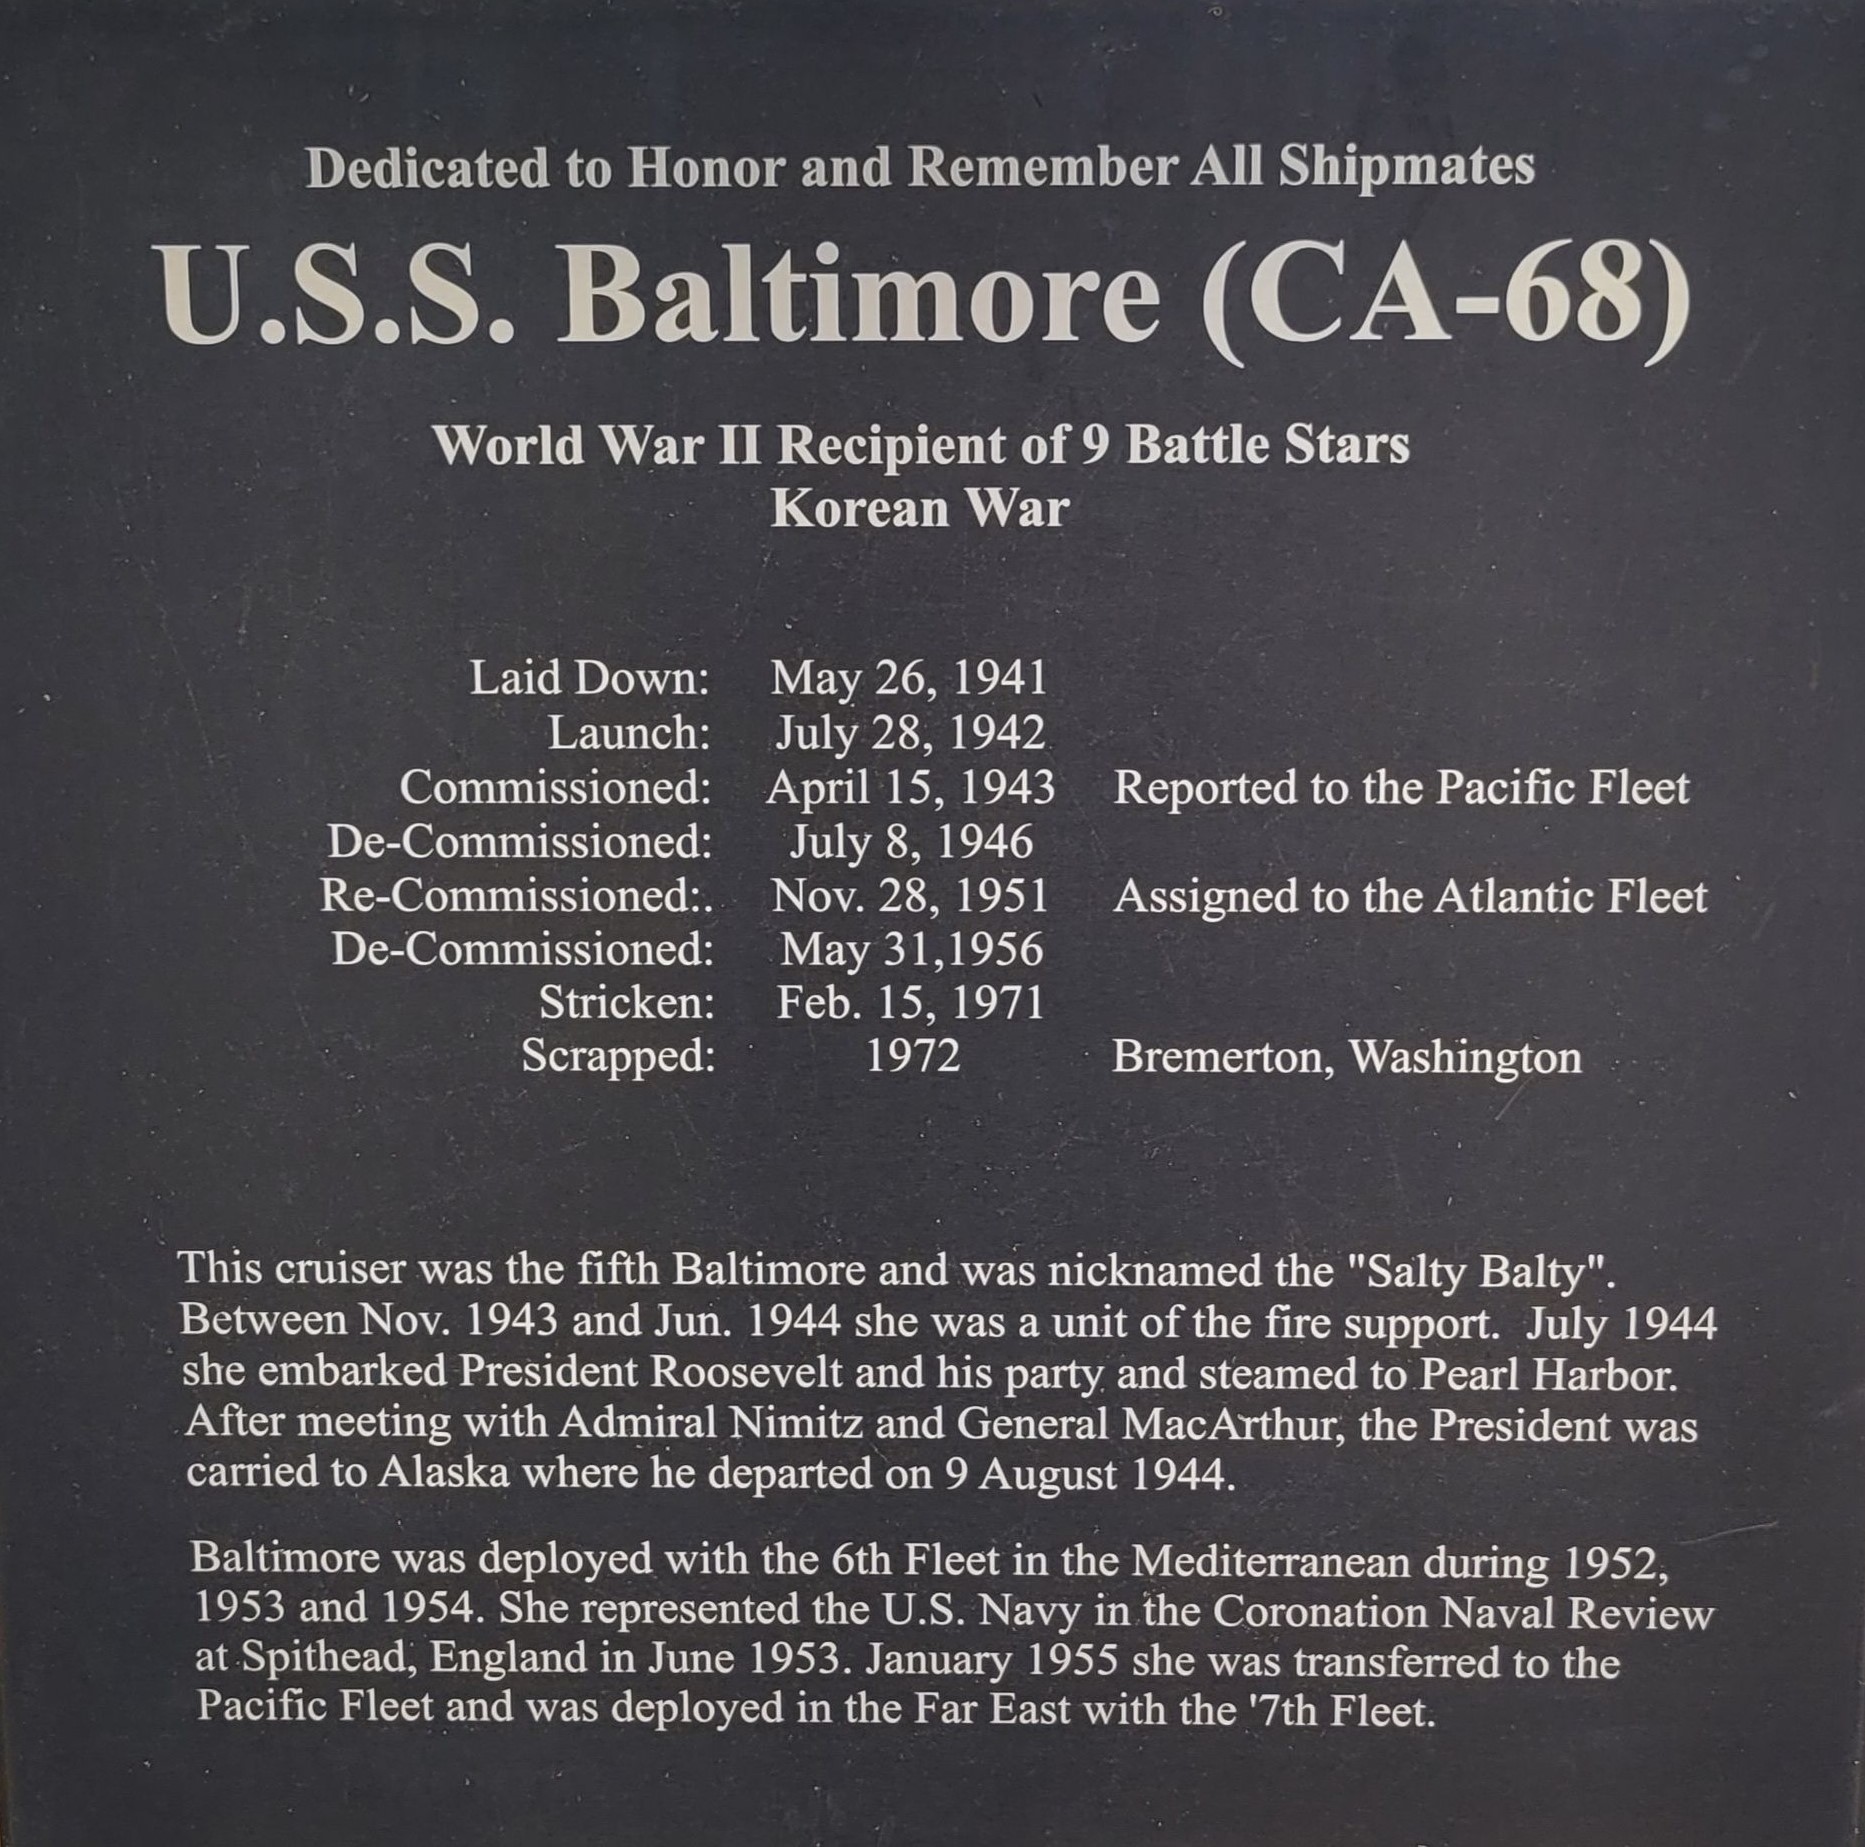 Dedicated to Honor and Remember All Shipmates
U.S.S. Baltimore (CA-68)
World War II Recipient of 9 Battle Stars
Korean War
Laid Down: May 26, 1941
Launch: July 28, 1942
Commissioned: April 15, 1943 Reported to the Pacific Fleet
De-Commissioned: July 8, 1946
Re-Commissioned:. Nov. 28, 1951 Assigned to the Atlantic Fleet
De-Commissioned: May 31,1956
Stricken: Feb. 15, 1971
Scrapped: 1972 Bremerton, Washington
This cruiser was the fifth Baltimore and was nicknamed the "Salty Balty".
Between Nov. 1943 and Jun. 1944 she was a unit of the fire support. July 1944
she embarked President Roosevelt and his party and steamed to Pearl Harbor.
After meeting with Admiral Nimitz and General MacArthur, the President was
carried to Alaska where he departed on 9 August 1944.
Baltimore was deployed with the 6th Fleet in the Mediterranean during 1952,
1953 and 1954. She represented the U.S. Navy in the Coronation Naval Review
at Spithead, England in June 1953. January 1955 she was transferred to the
Pacific Fleet and was deployed in the Far East with the '7th Fleet.